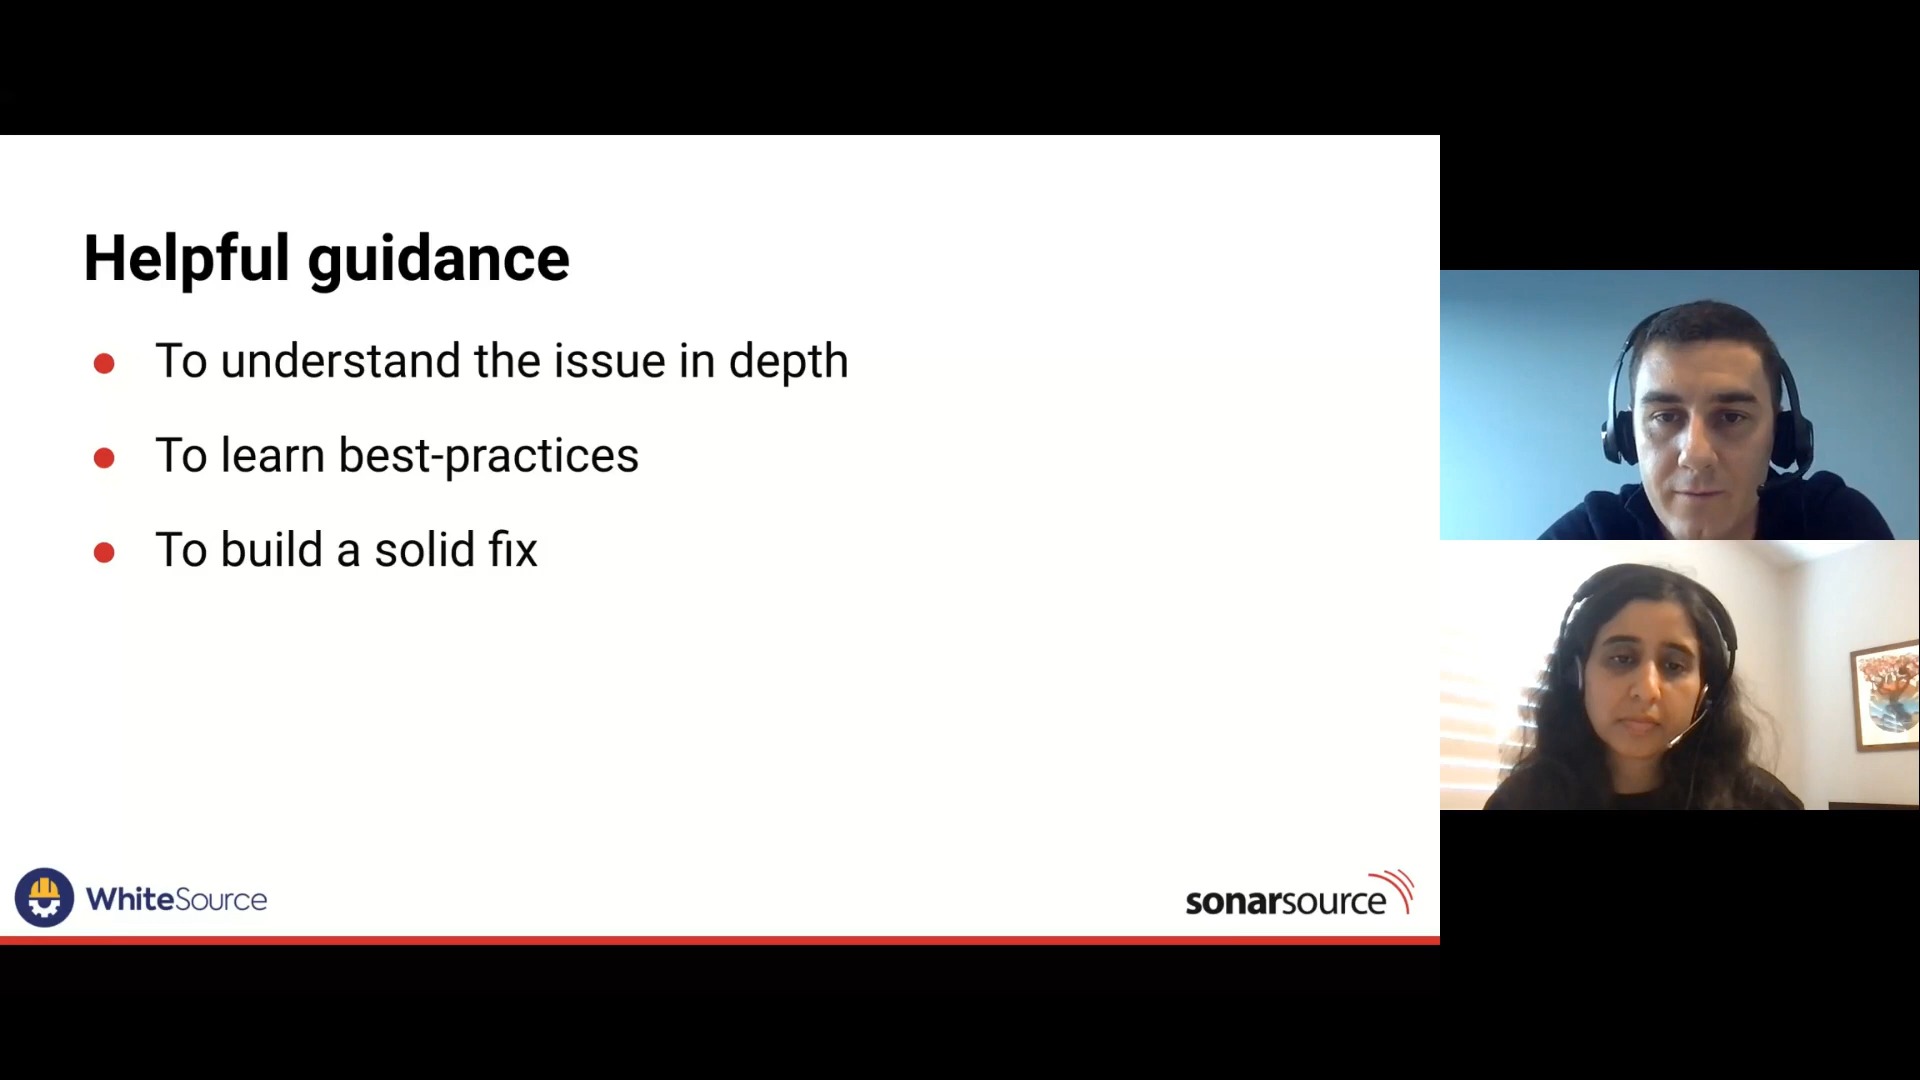 Helpful guidance
To understand the issue in depth
To learn best-practices
To build a solid fix
WhiteSource
sonarsource